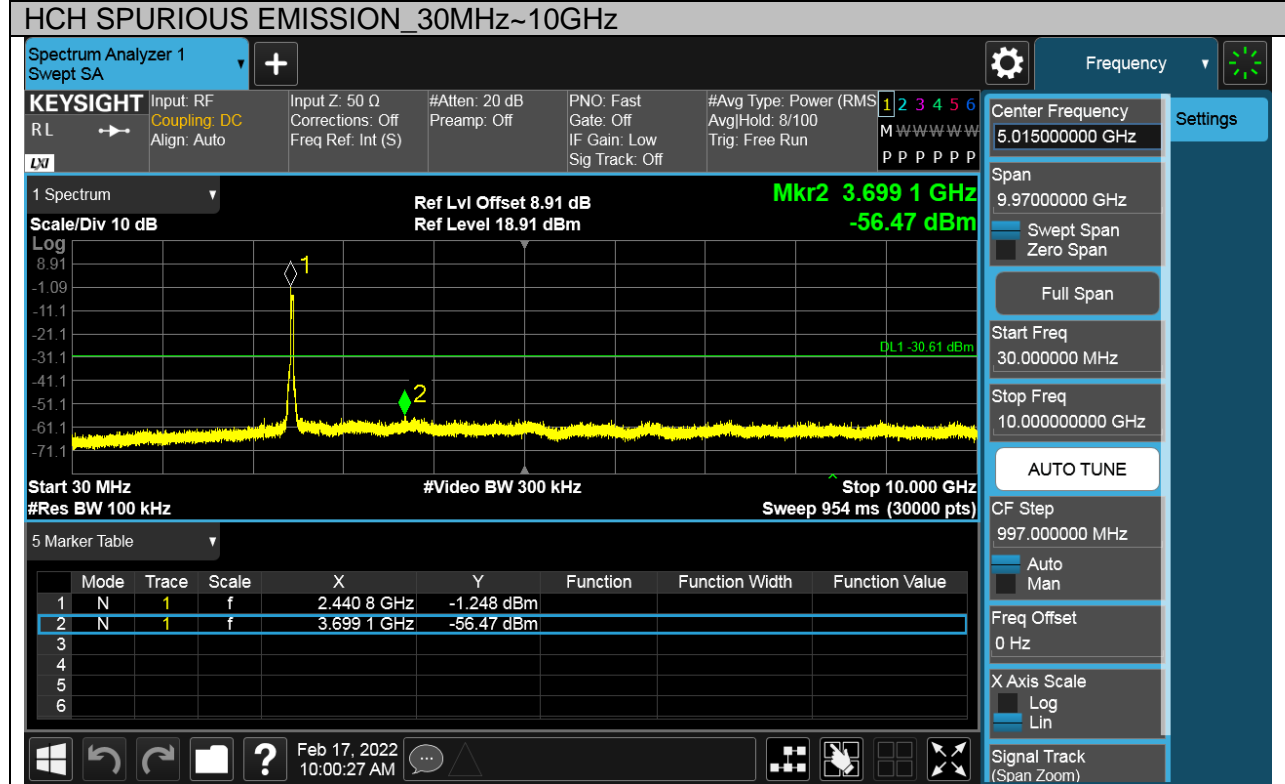 HCH SPURIOUS EMISSION_30MHz~10GHz
Spectrum Analyzer 1
Swept SA
Frequency
KEYSIGHT
RL
LXI
Input: RF
Coupling: DC
Align: Auto
Input Z: 50 Ω
Corrections: Off
Freq Ref: Int (S)
#Atten: 20 dB
Preamp: Off
PNO: Fast
Gate: Off
IF Gain: Low
Sig Track: Off
#Avg Type: Power (RMS
Avg|Hold: 8/100
Trig: Free Run
1 2 3 4 5 6
M W W W W W
P P P P P P
1 Spectrum
Scale/Div 10 dB
Ref Lvl Offset 8.91 dB
Ref Level 18.91 dBm
Mkr2 3.699 1 GHz
-56.47 dBm
Log
8.91
-1.09
-11.1
-21.1
-31.1
-41.1
-51.1
-61.1
-71.1
1
2
DL1 -30.61 dBm
Start 30 MHz
#Video BW 300 kHz
Stop 10.000 GHz
#Res BW 100 kHz
Sweep 954 ms (30000 pts)
5 Marker Table
Mode Trace Scale X Y Function Function Width Function Value
1 N 1 f 2.440 8 GHz -1.248 dBm
2 N 1 f 3.699 1 GHz -56.47 dBm
3
4
5
6
Feb 17, 2022
10:00:27 AM
Center Frequency
5.015000000 GHz
Span
9.97000000 GHz
Swept Span
Zero Span
Full Span
Start Freq
30.000000 MHz
Stop Freq
10.000000000 GHz
AUTO TUNE
CF Step
997.000000 MHz
Auto
Man
Freq Offset
0 Hz
X Axis Scale
Log
Lin
Signal Track
(Span Zoom)
Settings